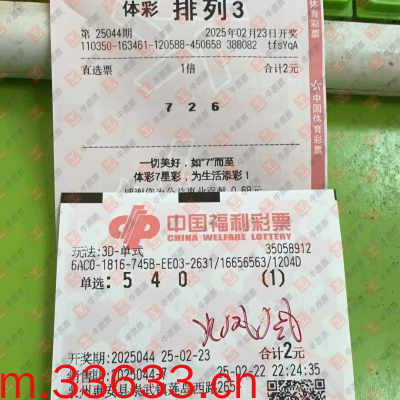 体彩 排列3
第 25044期 2025年02月23日开奖
110350-163461-120588-450658 388082 tfsYqA
直选票 1倍 合计2元
7 2 6
一切美好，如"7"而至
体彩7星彩，为生活添彩！
中国体育彩票
中国福利彩票
CHINA WELFARE LOTTERY
玩法:3D-单式 35058912
6AC0-1816-745B-EE03-2631/16656563/1204D
单选: 5 4 0 (1)
开奖期:2025044 25-02-23 合计2元
25-02-22 22:24:35
m.33633.cn